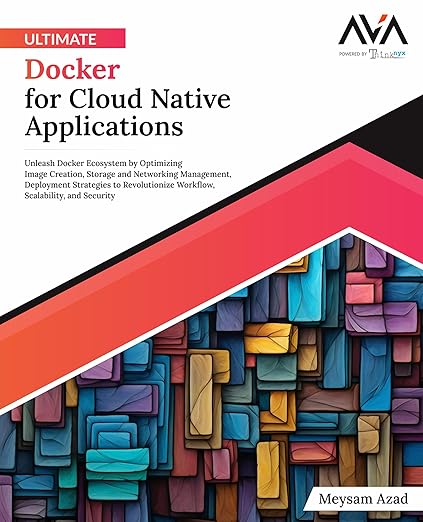 ULTIMATE
AVA
POWERED BY Thinknyx
Docker
for Cloud Native
Applications
Unleash Docker Ecosystem by Optimizing
Image Creation, Storage and Networking Management,
Deployment Strategies to Revolutionize Workflow,
Scalability, and Security
Meysam Azad